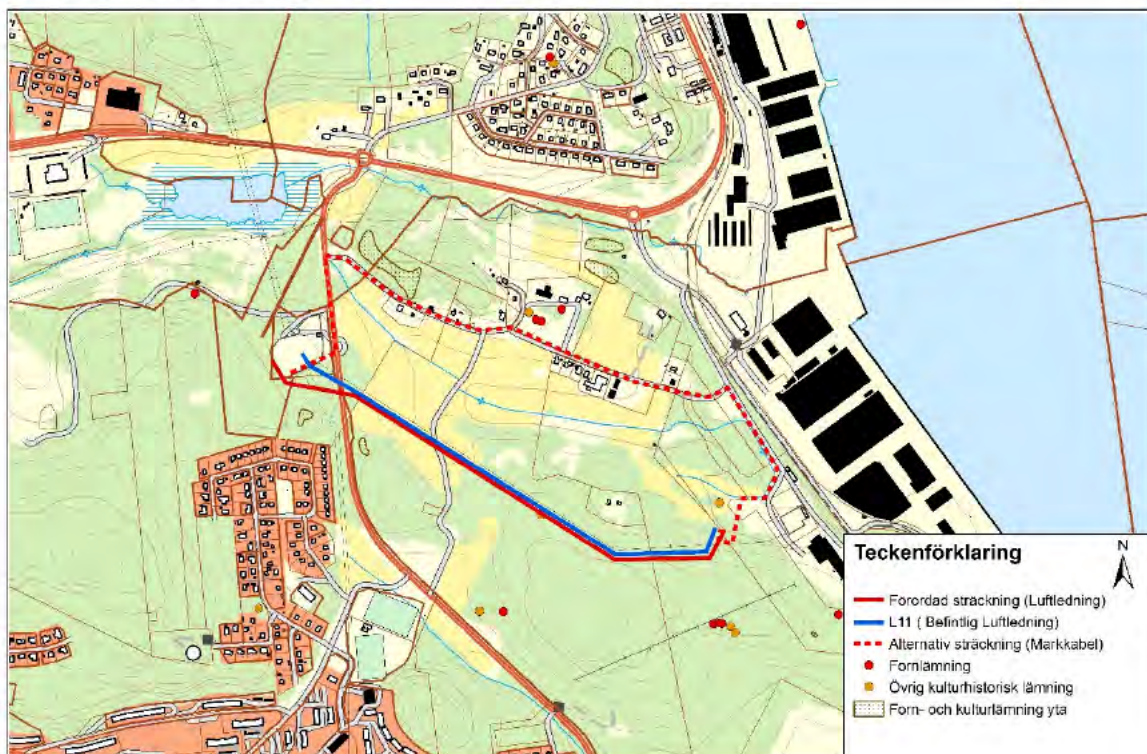 Teckenförklaring
N
Förordad sträckning (Luftledning)
L11 ( Befintlig Luftledning)
Alternativ sträckning (Markkabel)
Fornlämning
Övrig kulturhistorisk lämning
Forn- och kulturlämning yta